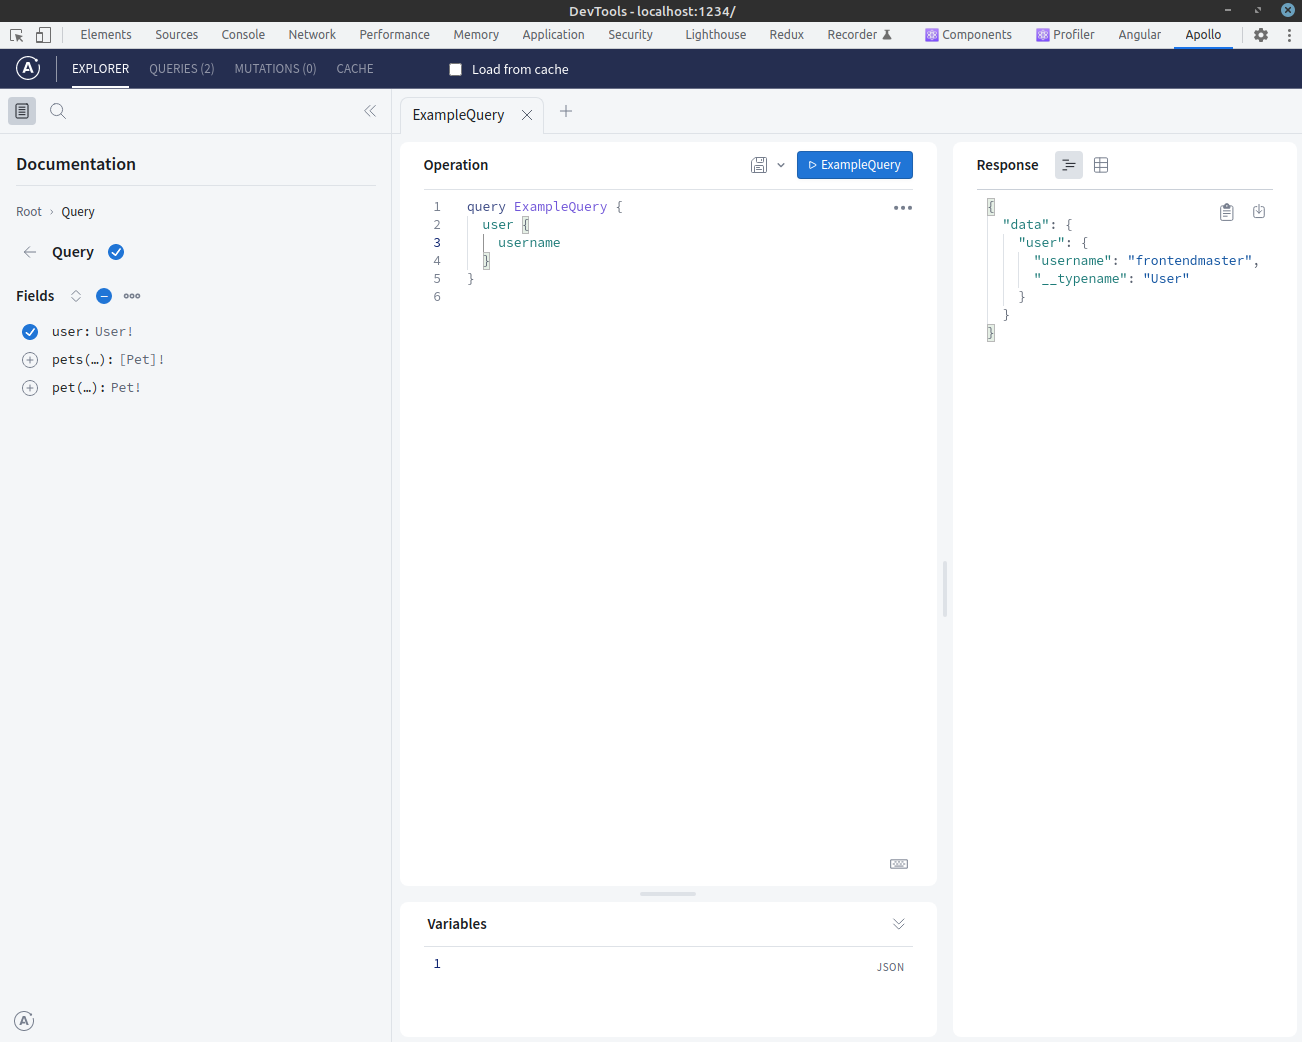 DevTools - localhost:1234/
Elements Sources Console Network Performance Memory Application Security Lighthouse Redux Recorder Components Profiler Angular Apollo
A EXPLORER QUERIES (2) MUTATIONS (0) CACHE Load from cache
ExampleQuery
Documentation
Root › Query
Query
Fields
user: User!
pets(…): [Pet]!
pet(…): Pet!
A
Operation
ExampleQuery
1 query ExampleQuery {
2 user {
3 username
4 }
5 }
6
Variables
1
JSON
Response
{
"data": {
"user": {
"username": "frontendmaster",
"__typename": "User"
}
}
}